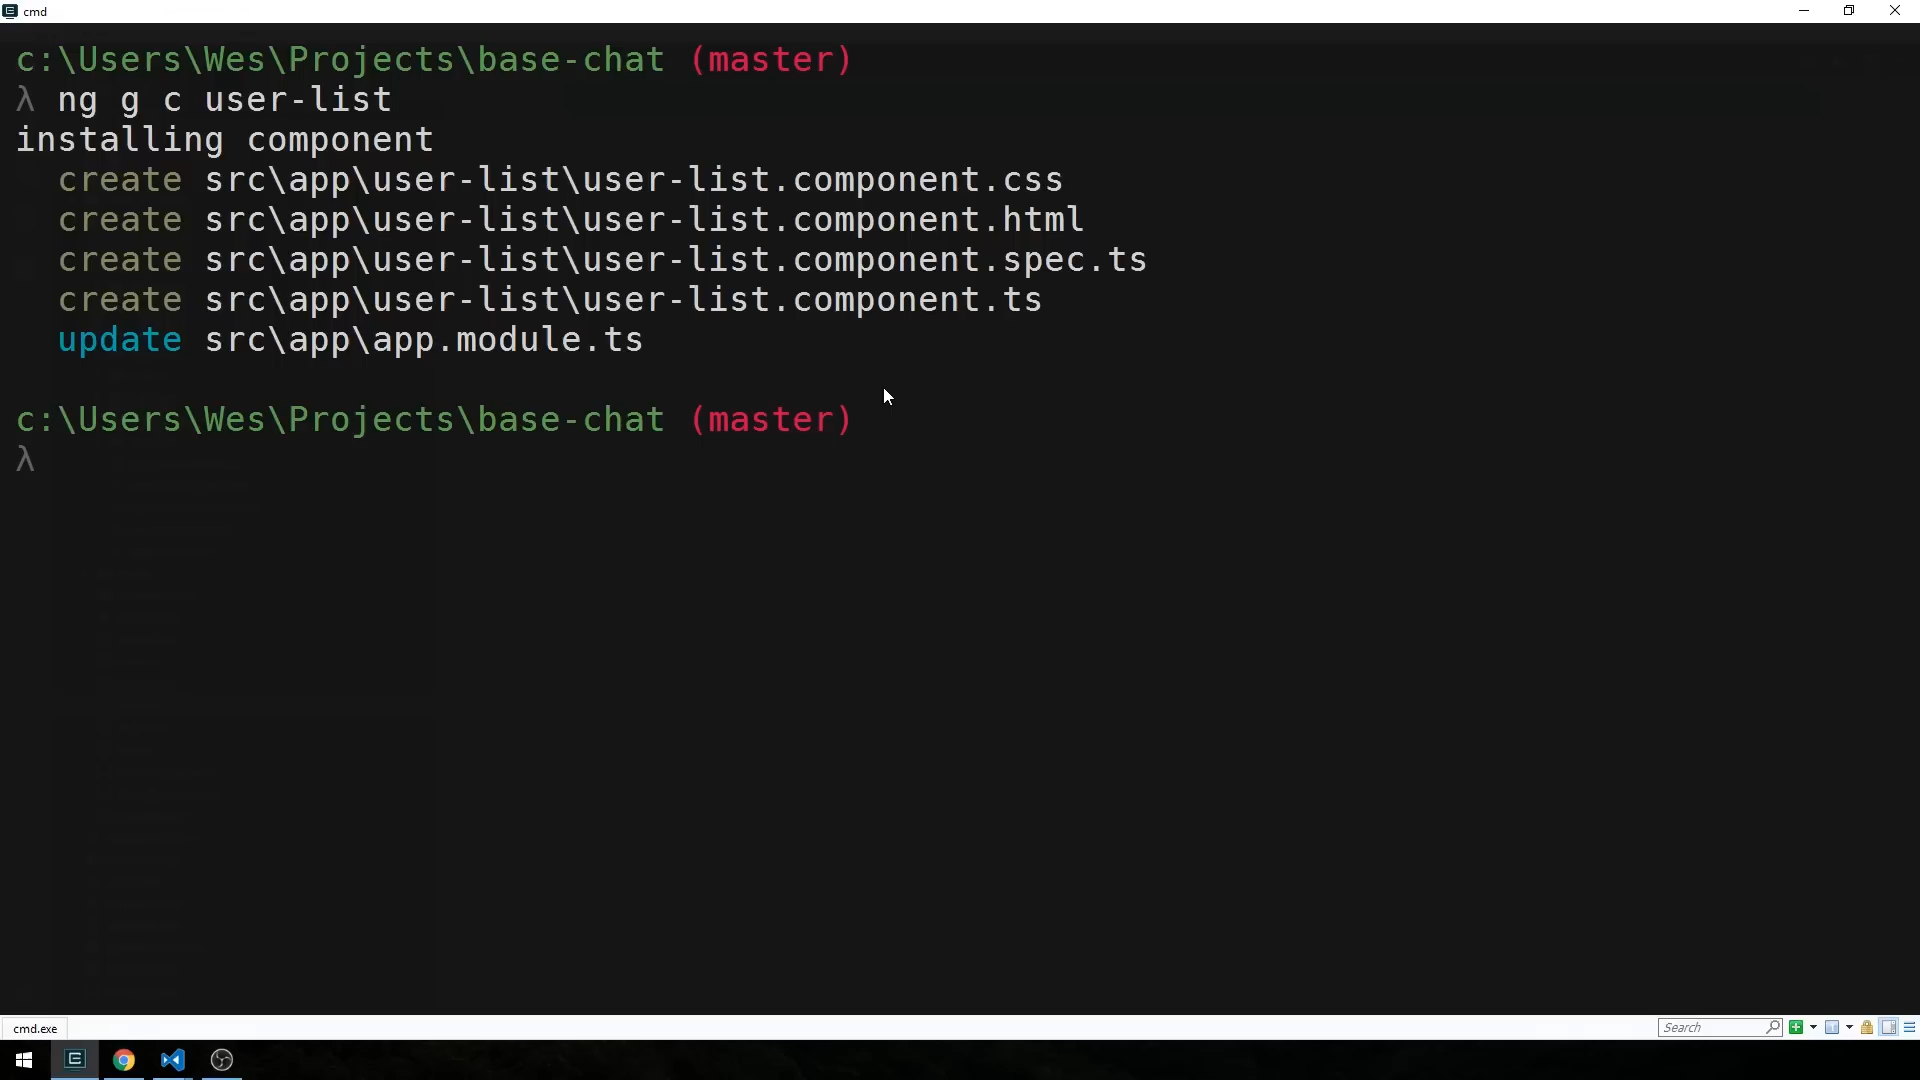 cmd
c:\Users\Wes\Projects\base-chat (master)
λ ng g c user-list
installing component
  create src\app\user-list\user-list.component.css
  create src\app\user-list\user-list.component.html
  create src\app\user-list\user-list.component.spec.ts
  create src\app\user-list\user-list.component.ts
  update src\app\app.module.ts
c:\Users\Wes\Projects\base-chat (master)
λ
cmd.exe
Search